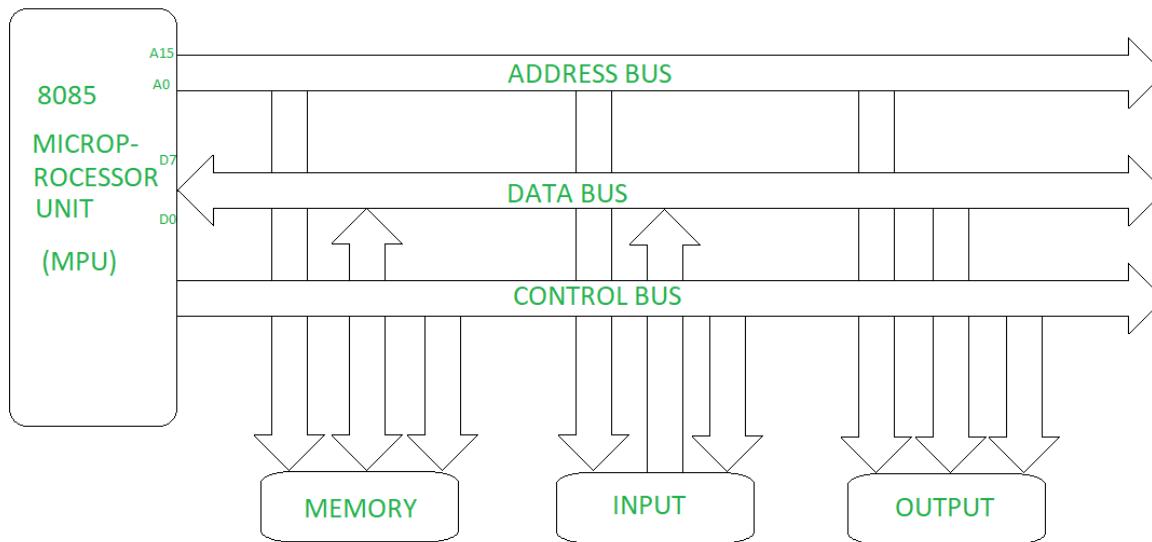 A15
ADDRESS BUS
A0
8085
MICROP-
D7
ROCESSOR
DATA BUS
UNIT
D0
(MPU)
CONTROL BUS
MEMORY
INPUT
OUTPUT